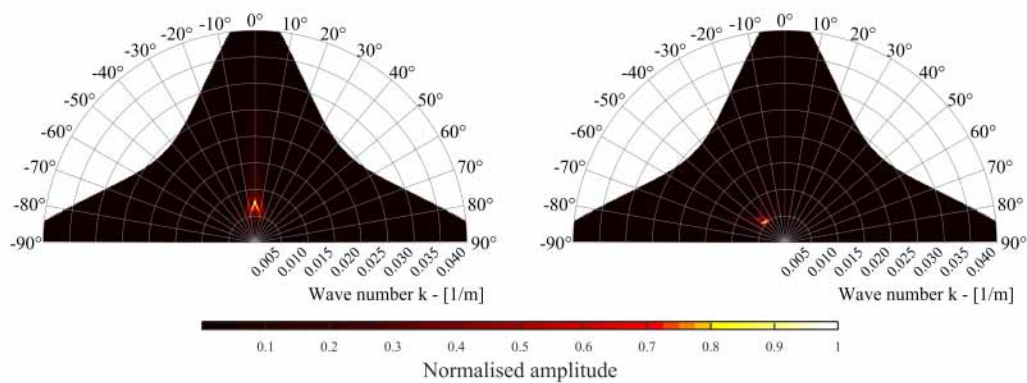 -10° 0° 10° -10° 0° 10°
-20° 20° -20° 20°
-30° 30° -30° 30°
-40° 40° -40° 40°
-50° 50° -50° 50°
-60° 60° -60° 60°
-70° 70° -70° 70°
-80° 80° -80° 80°
-90° 90° -90° 90°
0.005 0.010 0.015 0.020 0.025 0.030 0.035 0.040 0.005 0.010 0.015 0.020 0.025 0.030 0.035 0.040
Wave number k - [1/m] Wave number k - [1/m]
0.1 0.2 0.3 0.4 0.5 0.6 0.7 0.8 0.9 1
Normalised amplitude